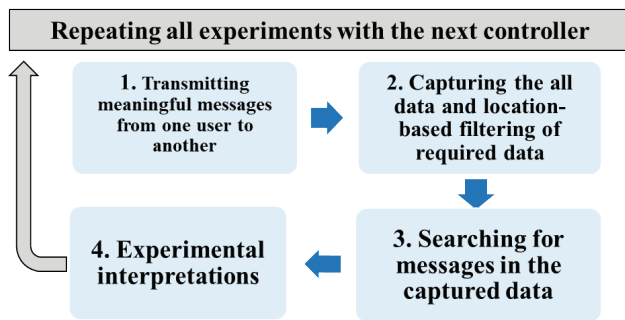 Repeating all experiments with the next controller
1. Transmitting
meaningful messages
from one user to
another
2. Capturing the all
data and location-
based filtering of
required data
3. Searching for
messages in the
captured data
4. Experimental
interpretations